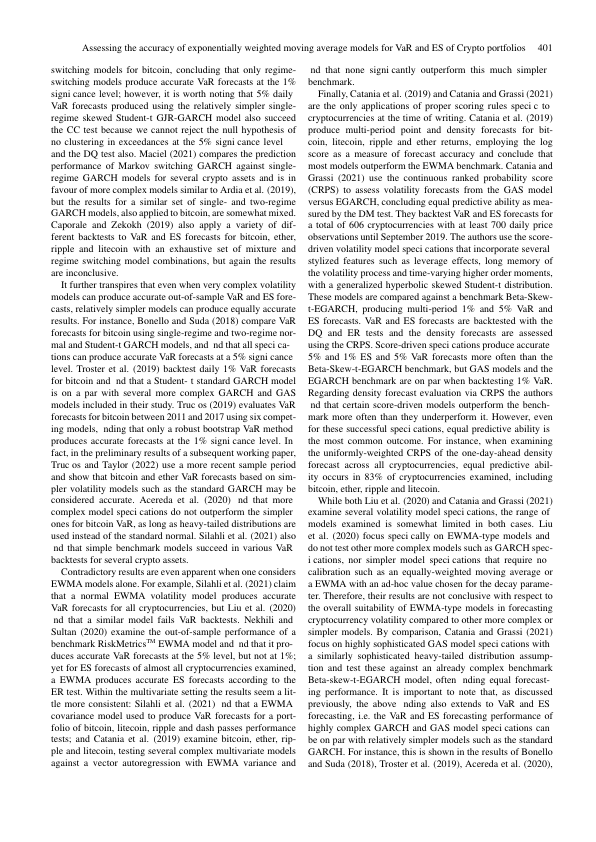 Assessing the accuracy of exponentially weighted moving average models for VaR and ES of Crypto portfolios 401
switching models for bitcoin, concluding that only regime-
switching models produce accurate VaR forecasts at the 1%
signi cance level; however, it is worth noting that 5% daily
VaR forecasts produced using the relatively simpler single-
regime skewed Student-t GJR-GARCH model also succeed
the CC test because we cannot reject the null hypothesis of
no clustering in exceedances at the 5% signi cance level
and the DQ test also. Maciel (2021) compares the prediction
performance of Markov switching GARCH against single-
regime GARCH models for several crypto assets and is in
favour of more complex models similar to Ardia et al. (2019),
but the results for a similar set of single- and two-regime
GARCH models, also applied to bitcoin, are somewhat mixed.
Caporale and Zekokh (2019) also apply a variety of dif-
ferent backtests to VaR and ES forecasts for bitcoin, ether,
ripple and litecoin with an exhaustive set of mixture and
regime switching model combinations, but again the results
are inconclusive.
It further transpires that even when very complex volatility
models can produce accurate out-of-sample VaR and ES fore-
casts, relatively simpler models can produce equally accurate
results. For instance, Bonello and Suda (2018) compare VaR
forecasts for bitcoin using single-regime and two-regime nor-
mal and Student-t GARCH models, and nd that all speci ca-
tions can produce accurate VaR forecasts at a 5% signi cance
level. Troster et al. (2019) backtest daily 1% VaR forecasts
for bitcoin and nd that a Student- t standard GARCH model
is on a par with several more complex GARCH and GAS
models included in their study. Truc os (2019) evaluates VaR
forecasts for bitcoin between 2011 and 2017 using six compet-
ing models, nding that only a robust bootstrap VaR method
produces accurate forecasts at the 1% signi cance level. In
fact, in the preliminary results of a subsequent working paper,
Truc os and Taylor (2022) use a more recent sample period
and show that bitcoin and ether VaR forecasts based on sim-
pler volatility models such as the standard GARCH may be
considered accurate. Acereda et al. (2020) nd that more
complex model speci cations do not outperform the simpler
ones for bitcoin VaR, as long as heavy-tailed distributions are
used instead of the standard normal. Silahli et al. (2021) also
nd that simple benchmark models succeed in various VaR
backtests for several crypto assets.
Contradictory results are even apparent when one considers
EWMA models alone. For example, Silahli et al. (2021) claim
that a normal EWMA volatility model produces accurate
VaR forecasts for all cryptocurrencies, but Liu et al. (2020)
nd that a similar model fails VaR backtests. Nekhili and
Sultan (2020) examine the out-of-sample performance of a
benchmark RiskMetrics™ EWMA model and nd that it pro-
duces accurate VaR forecasts at the 5% level, but not at 1%;
yet for ES forecasts of almost all cryptocurrencies examined,
a EWMA produces accurate ES forecasts according to the
ER test. Within the multivariate setting the results seem a lit-
tle more consistent: Silahli et al. (2021) nd that a EWMA
covariance model used to produce VaR forecasts for a port-
folio of bitcoin, litecoin, ripple and dash passes performance
tests; and Catania et al. (2019) examine bitcoin, ether, rip-
ple and litecoin, testing several complex multivariate models
against a vector autoregression with EWMA variance and
nd that none signi cantly outperform this much simpler
benchmark.
Finally, Catania et al. (2019) and Catania and Grassi (2021)
are the only applications of proper scoring rules speci c to
cryptocurrencies at the time of writing. Catania et al. (2019)
produce multi-period point and density forecasts for bit-
coin, litecoin, ripple and ether returns, employing the log
score as a measure of forecast accuracy and conclude that
most models outperform the EWMA benchmark. Catania and
Grassi (2021) use the continuous ranked probability score
(CRPS) to assess volatility forecasts from the GAS model
versus EGARCH, concluding equal predictive ability as mea-
sured by the DM test. They backtest VaR and ES forecasts for
a total of 606 cryptocurrencies with at least 700 daily price
observations until September 2019. The authors use the score-
driven volatility model speci cations that incorporate several
stylized features such as leverage effects, long memory of
the volatility process and time-varying higher order moments,
with a generalized hyperbolic skewed Student-t distribution.
These models are compared against a benchmark Beta-Skew-
t-EGARCH, producing multi-period 1% and 5% VaR and
ES forecasts. VaR and ES forecasts are backtested with the
DQ and ER tests and the density forecasts are assessed
using the CRPS. Score-driven speci cations produce accurate
5% and 1% ES and 5% VaR forecasts more often than the
Beta-Skew-t-EGARCH benchmark, but GAS models and the
EGARCH benchmark are on par when backtesting 1% VaR.
Regarding density forecast evaluation via CRPS the authors
nd that certain score-driven models outperform the bench-
mark more often than they underperform it. However, even
for these successful speci cations, equal predictive ability is
the most common outcome. For instance, when examining
the uniformly-weighted CRPS of the one-day-ahead density
forecast across all cryptocurrencies, equal predictive abil-
ity occurs in 83% of cryptocurrencies examined, including
bitcoin, ether, ripple and litecoin.
While both Liu et al. (2020) and Catania and Grassi (2021)
examine several volatility model speci cations, the range of
models examined is somewhat limited in both cases. Liu
et al. (2020) focus speci cally on EWMA-type models and
do not test other more complex models such as GARCH spec-
i cations, nor simpler model speci cations that require no
calibration such as an equally-weighted moving average or
a EWMA with an ad-hoc value chosen for the decay parame-
ter. Therefore, their results are not conclusive with respect to
the overall suitability of EWMA-type models in forecasting
cryptocurrency volatility compared to other more complex or
simpler models. By comparison, Catania and Grassi (2021)
focus on highly sophisticated GAS model speci cations with
a similarly sophisticated heavy-tailed distribution assump-
tion and test these against an already complex benchmark
Beta-skew-t-EGARCH model, often nding equal forecast-
ing performance. It is important to note that, as discussed
previously, the above nding also extends to VaR and ES
forecasting, i.e. the VaR and ES forecasting performance of
highly complex GARCH and GAS model speci cations can
be on par with relatively simpler models such as the standard
GARCH. For instance, this is shown in the results of Bonello
and Suda (2018), Troster et al. (2019), Acereda et al. (2020),